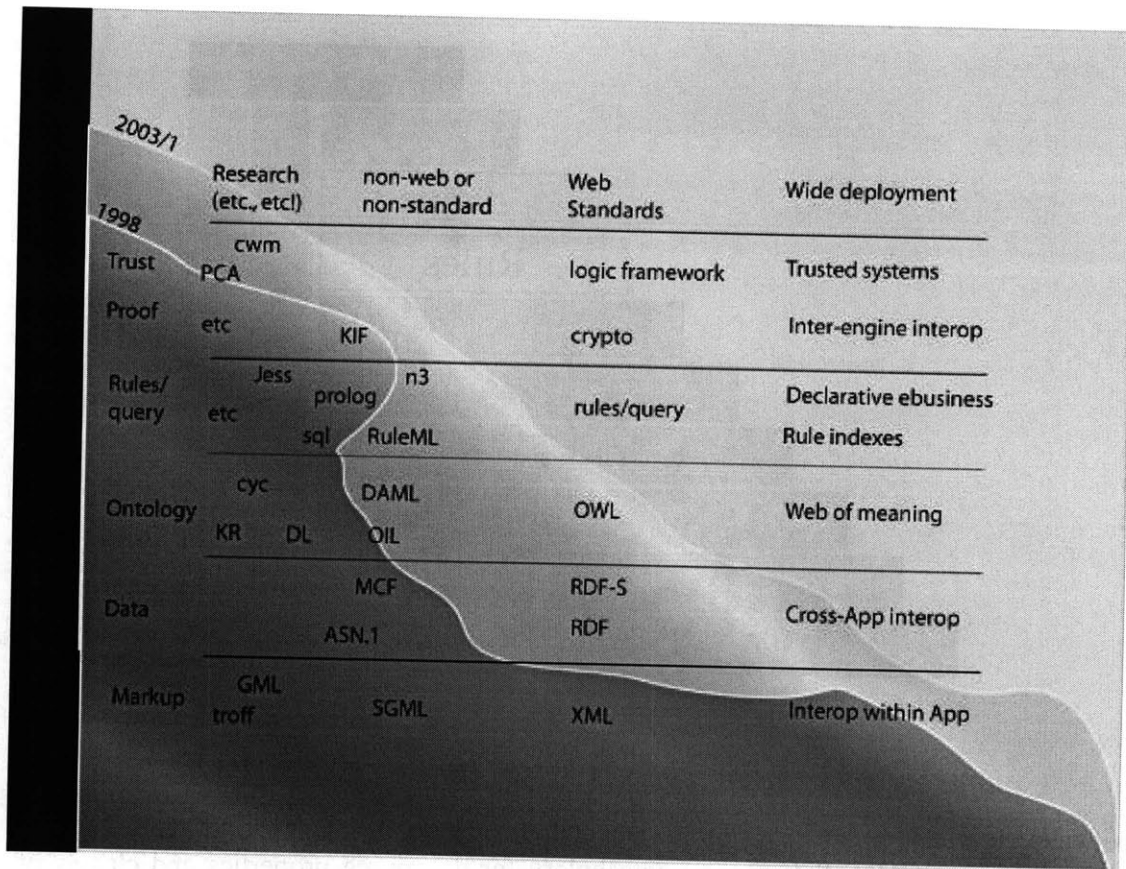 2003/1
Research non-web or Web Wide deployment
(etc., etcl) non-standard Standards
1998
cwm
Trust PCA logic framework Trusted systems
Proof etc KIF crypto Inter-engine interop
Jess n3
Rules/ prolog rules/query Declarative ebusiness
query etc
sql RuleML Rule indexes
cyc DAML
Ontology OWL Web of meaning
KR DL OIL
MCF RDF-S
Data Cross-App interop
ASN.1 RDF
GML
Markup SGML XML Interop within App
troff